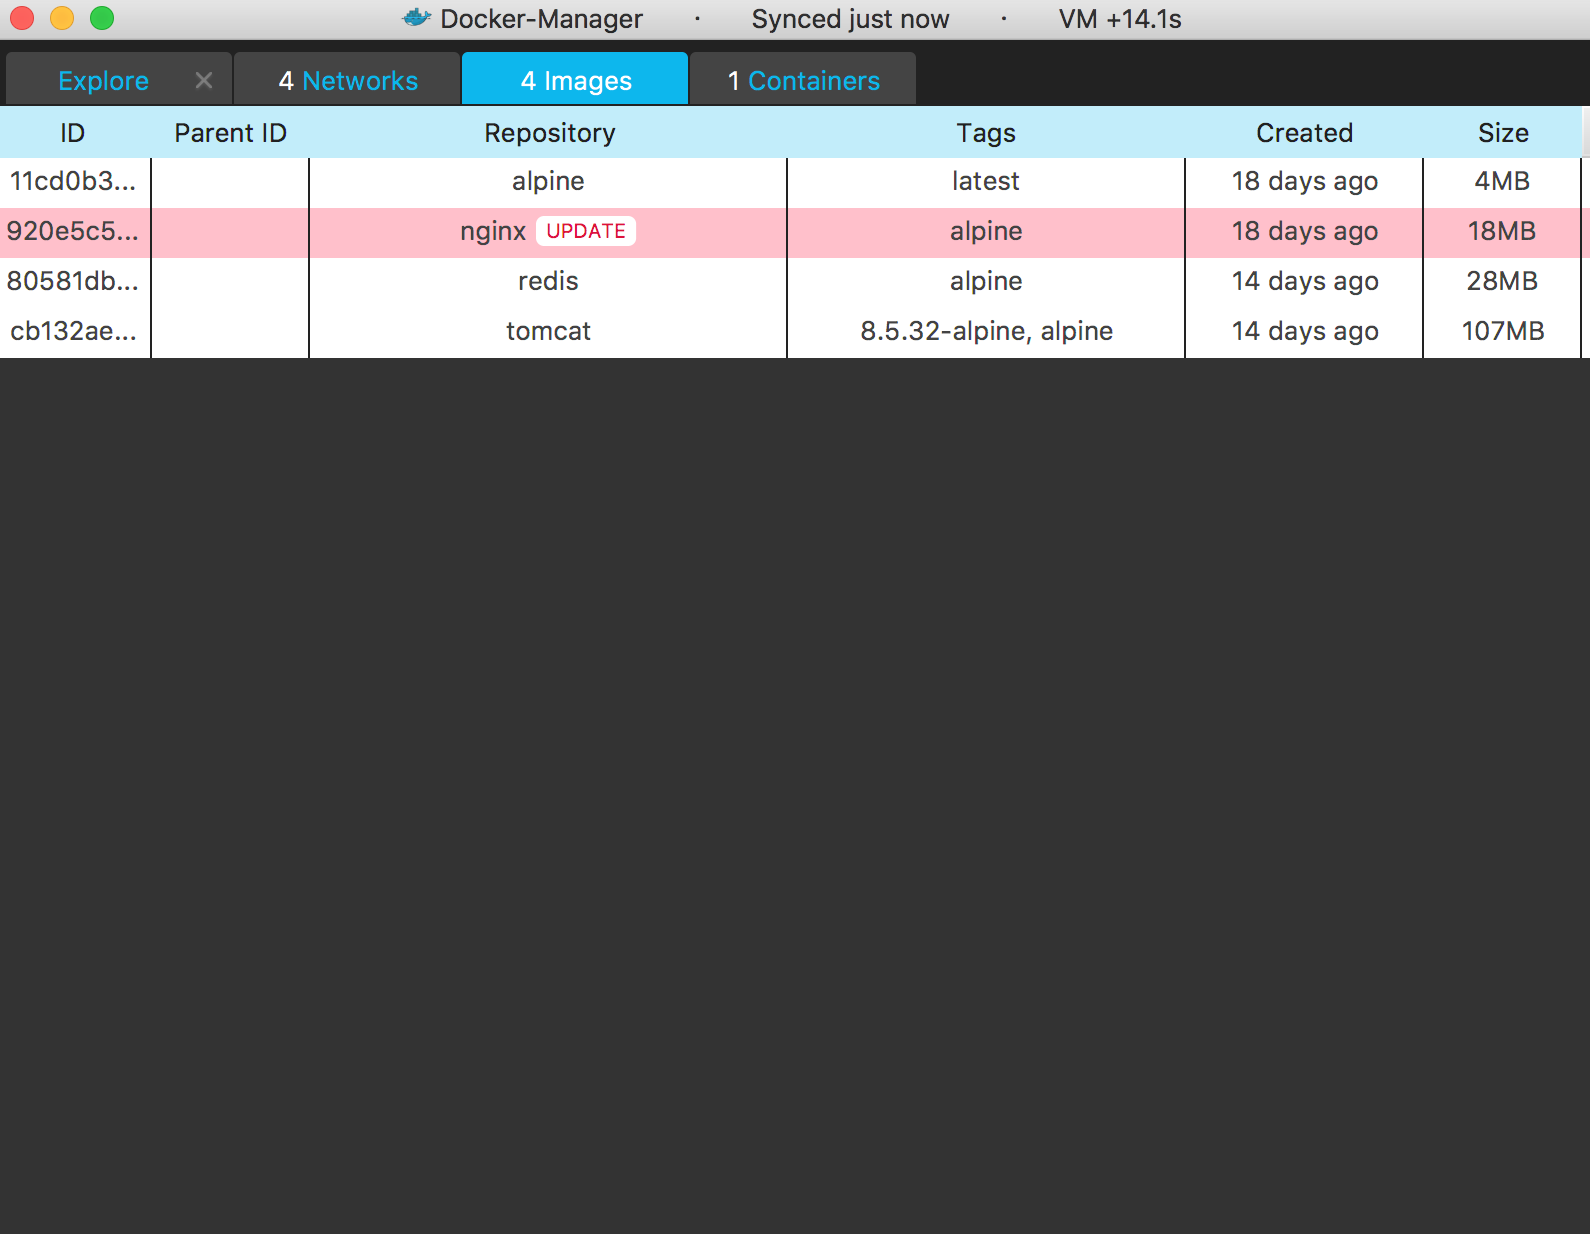 Docker-Manager · Synced just now · VM +14.1s
Explore × 4 Networks 4 Images 1 Containers
ID Parent ID Repository Tags Created Size
11cd0b3... alpine latest 18 days ago 4MB
920e5c5... nginx UPDATE alpine 18 days ago 18MB
80581db... redis alpine 14 days ago 28MB
cb132ae... tomcat 8.5.32-alpine, alpine 14 days ago 107MB